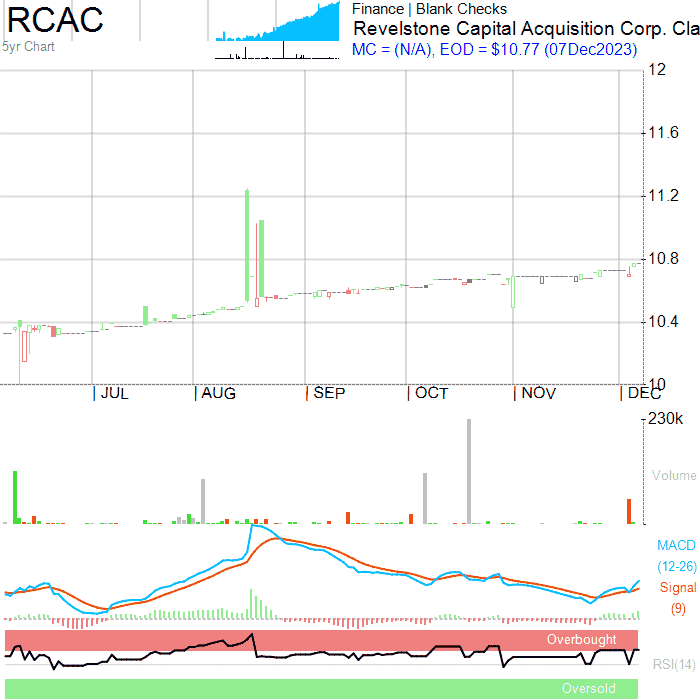 RCAC
5yr Chart
Finance | Blank Checks
Revelstone Capital Acquisition Corp. Cla
MC = (N/A), EOD = $10.77 (07Dec2023)
12
11.6
11.2
10.8
10.4
10
JUL
AUG
SEP
OCT
NOV
DEC
230k
Volume
MACD
(12-26)
Signal
(9)
Overbought
RSI(14)
Oversold